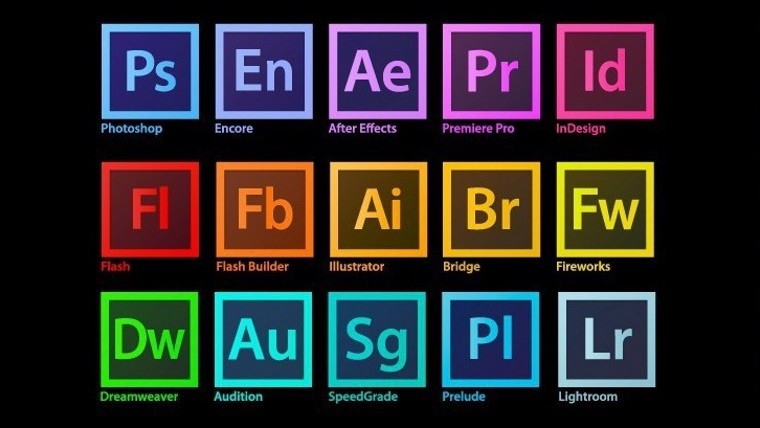 Ps En Ae Pr Id
Photoshop Encore After Effects Premiere Pro InDesign
Fl Fb Ai Br Fw
Flash Flash Builder Illustrator Bridge Fireworks
Dw Au Sg Pl Lr
Dreamweaver Audition SpeedGrade Prelude Lightroom